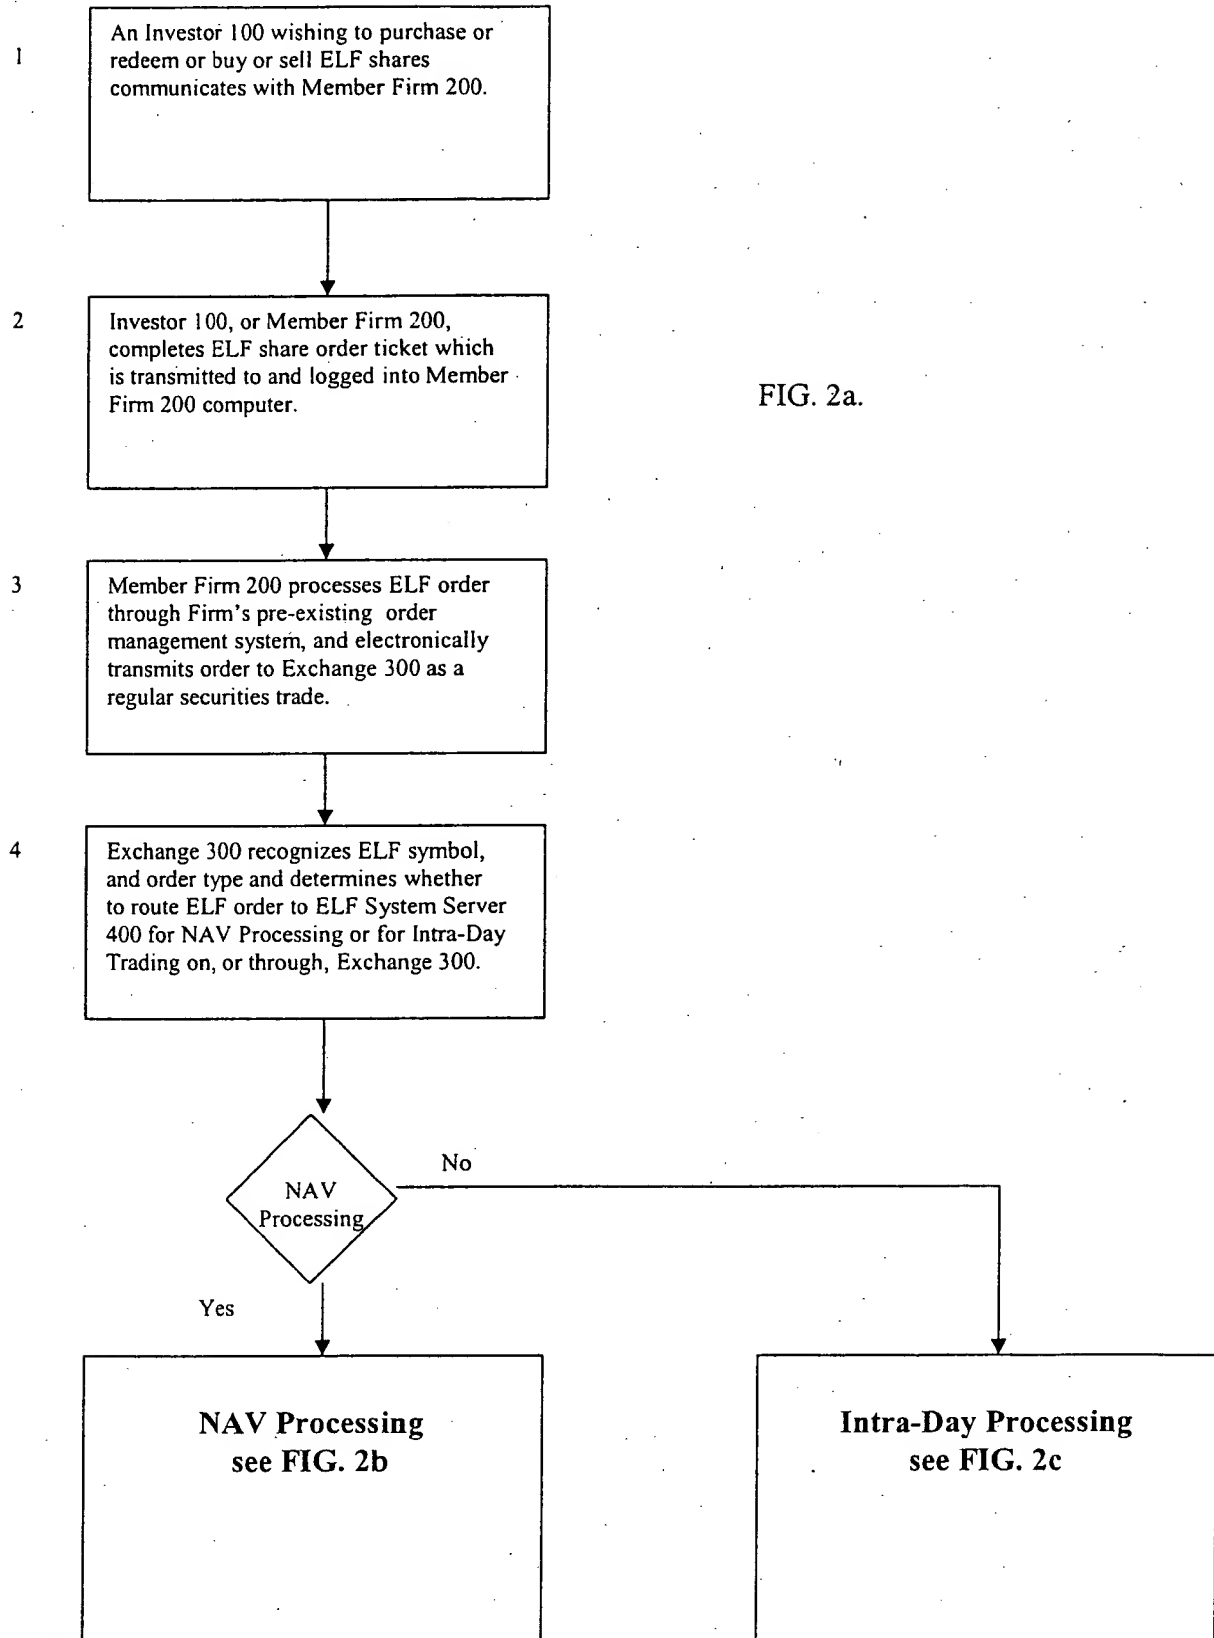 1
An Investor 100 wishing to purchase or
redeem or buy or sell ELF shares
communicates with Member Firm 200.
2
Investor 100, or Member Firm 200,
completes ELF share order ticket which
is transmitted to and logged into Member
Firm 200 computer.
FIG. 2a.
3
Member Firm 200 processes ELF order
through Firm's pre-existing order
management system, and electronically
transmits order to Exchange 300 as a
regular securities trade.
4
Exchange 300 recognizes ELF symbol,
and order type and determines whether
to route ELF order to ELF System Server
400 for NAV Processing or for Intra-Day
Trading on, or through, Exchange 300.
No
NAV
Processing
Yes
NAV Processing
see FIG. 2b
Intra-Day Processing
see FIG. 2c